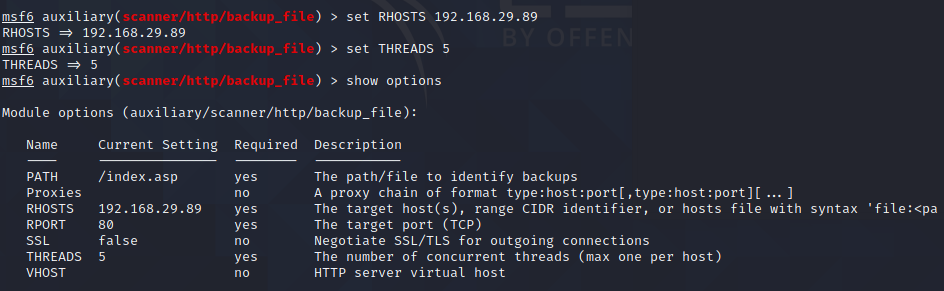 msf6 auxiliary(scanner/http/backup_file) > set RHOSTS 192.168.29.89
RHOSTS => 192.168.29.89
BY OFFEN
msf6 auxiliary(scanner/http/backup_file) > set THREADS 5
THREADS => 5
msf6 auxiliary(scanner/http/backup_file) > show options
Module options (auxiliary/scanner/http/backup_file):
Name Current Setting Required Description
PATH /index.asp yes The path/file to identify backups
Proxies no A proxy chain of format type:host:port[,type:host:port][...]
RHOSTS 192.168.29.89 yes The target host(s), range CIDR identifier, or hosts file with syntax 'file:<pa
RPORT 80 yes The target port (TCP)
SSL false no Negotiate SSL/TLS for outgoing connections
THREADS 5 yes The number of concurrent threads (max one per host)
VHOST no HTTP server virtual host